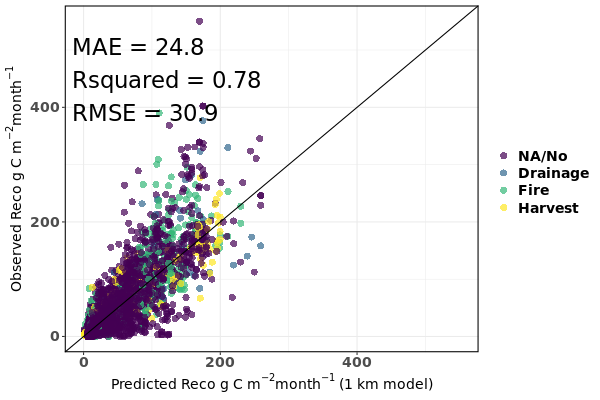 MAE = 24.8
Rsquared = 0.78
RMSE = 30.9
400
200
0
0 200 400
Observed Reco g C m⁻²month⁻¹
Predicted Reco g C m⁻²month⁻¹ (1 km model)
NA/No
Drainage
Fire
Harvest